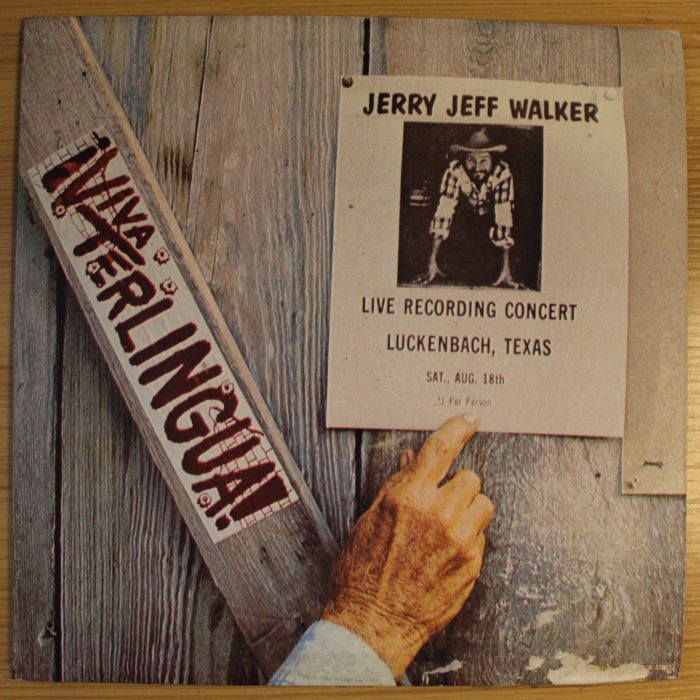 ¡VIVA
TERLINGUA!
JERRY JEFF WALKER
LIVE RECORDING CONCERT
LUCKENBACH, TEXAS
SAT., AUG. 18th
$1 Per Person